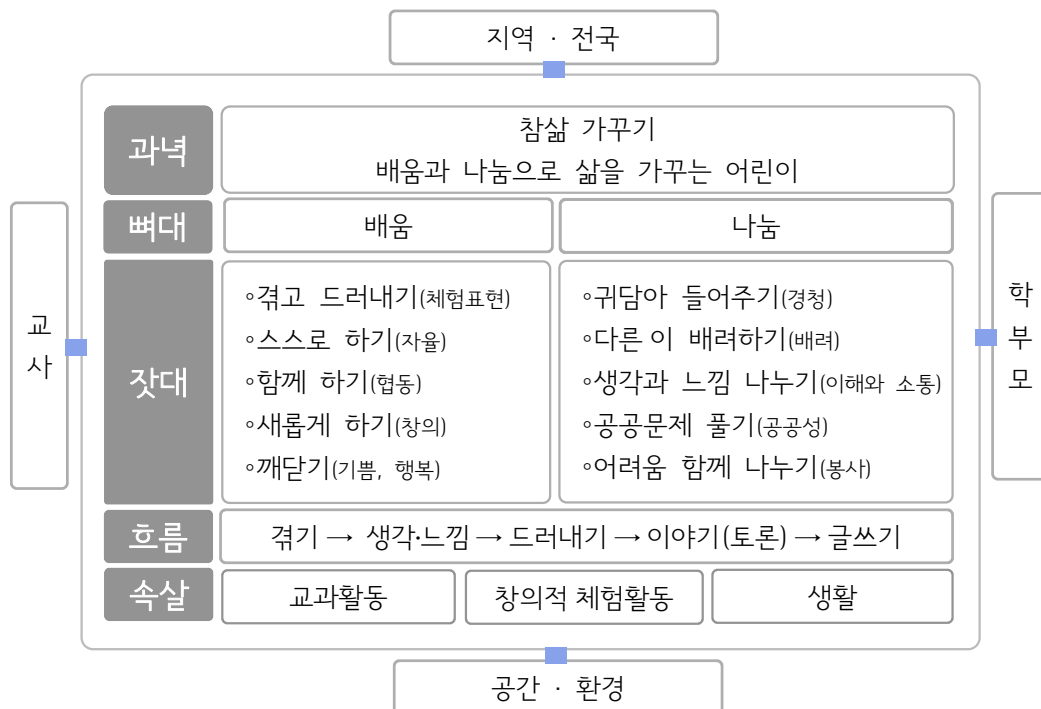 지역 · 전국
과녁
참삶 가꾸기
배움과 나눔으로 삶을 가꾸는 어린이
뼈대
배움
나눔
교사
잣대
◦겪고 드러내기(체험표현)
◦스스로 하기(자율)
◦함께 하기(협동)
◦새롭게 하기(창의)
◦깨닫기(기쁨, 행복)
◦귀담아 들어주기(경청)
◦다른 이 배려하기(배려)
◦생각과 느낌 나누기(이해와 소통)
◦공공문제 풀기(공공성)
◦어려움 함께 나누기(봉사)
학부모
흐름
겪기 → 생각·느낌 → 드러내기 → 이야기(토론) → 글쓰기
속살
교과활동
창의적 체험활동
생활
공간 · 환경